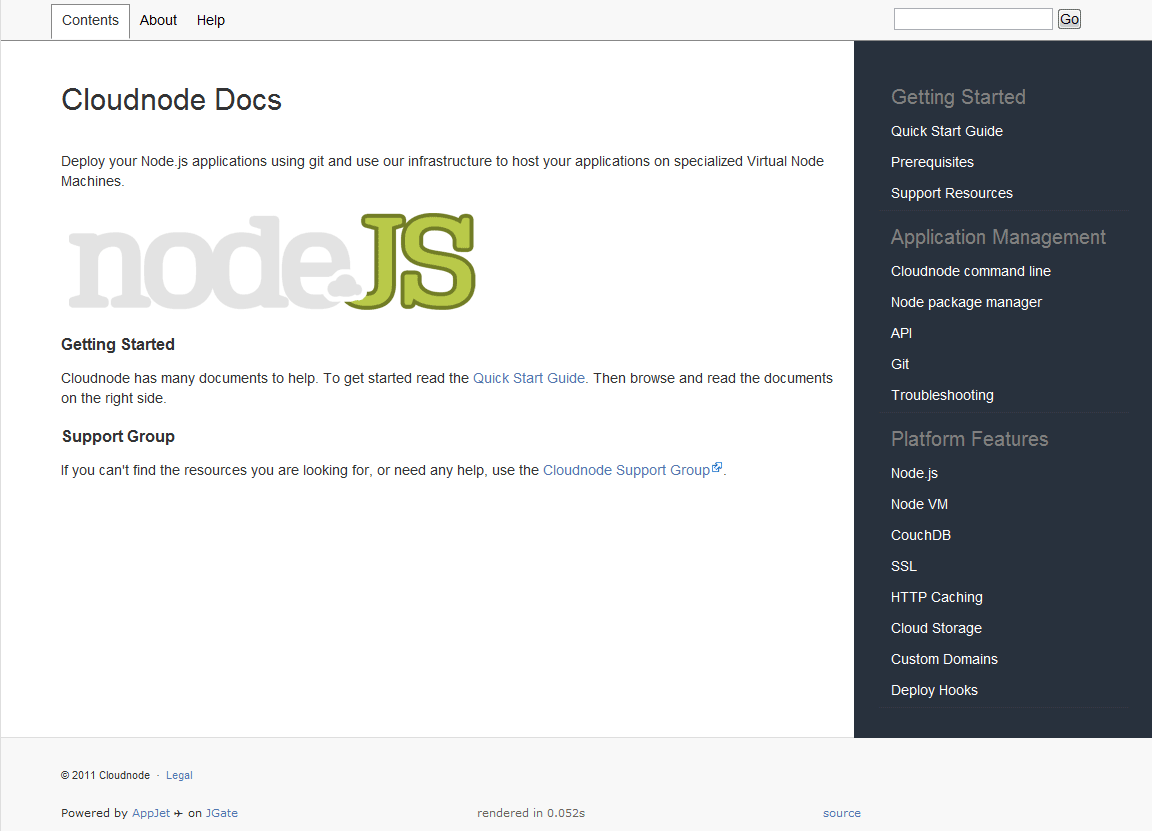 Contents About Help Go
Cloudnode Docs
Deploy your Node.js applications using git and use our infrastructure to host your applications on specialized Virtual Node
Machines.
nodeJS
Getting Started
Cloudnode has many documents to help. To get started read the Quick Start Guide. Then browse and read the documents
on the right side.
Support Group
If you can't find the resources you are looking for, or need any help, use the Cloudnode Support Group.
Getting Started
Quick Start Guide
Prerequisites
Support Resources
Application Management
Cloudnode command line
Node package manager
API
Git
Troubleshooting
Platform Features
Node.js
Node VM
CouchDB
SSL
HTTP Caching
Cloud Storage
Custom Domains
Deploy Hooks
© 2011 Cloudnode · Legal
Powered by AppJet ✈ on JGate rendered in 0.052s source